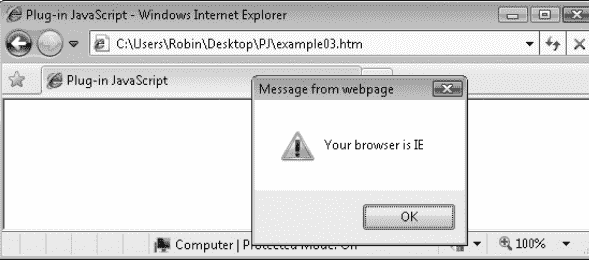 Plug-in JavaScript - Windows Internet Explorer
C:\Users\Robin\Desktop\PJ\example03.htm
Plug-in JavaScript
Message from webpage
Your browser is IE
OK
Computer | Protected Mode: On
100%